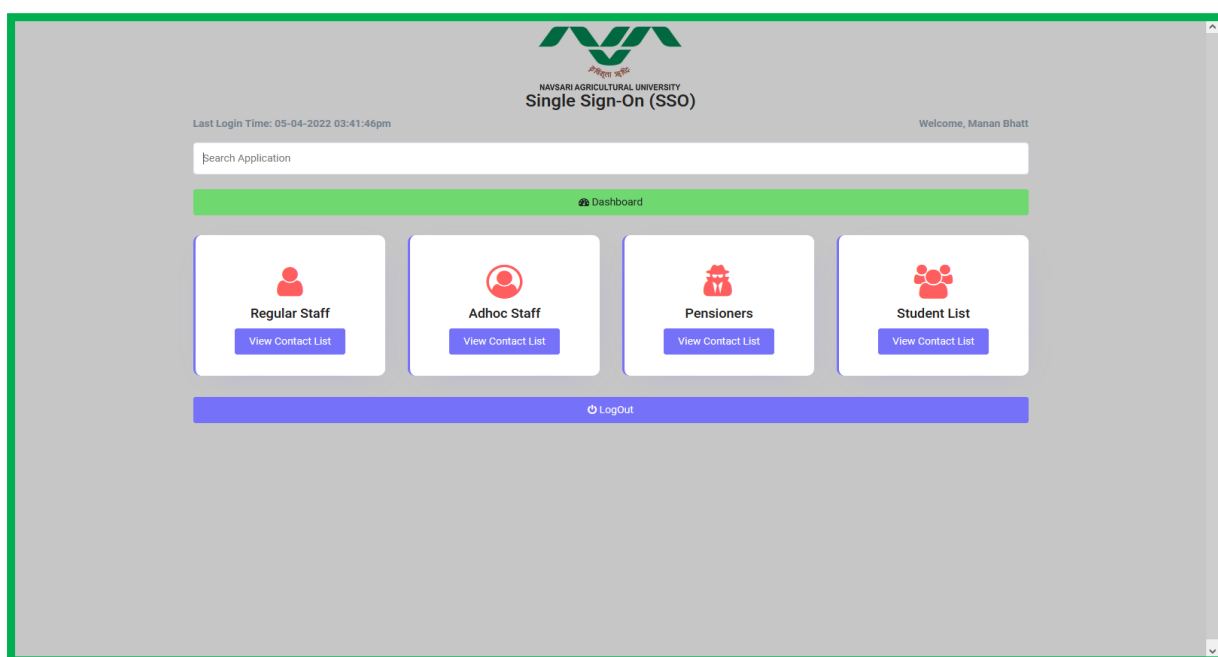 NAVSARI AGRICULTURAL UNIVERSITY
Single Sign-On (SSO)
Last Login Time: 05-04-2022 03:41:46pm
Welcome, Manan Bhatt
Search Application
Dashboard
Regular Staff
Adhoc Staff
Pensioners
Student List
View Contact List
View Contact List
View Contact List
View Contact List
LogOut